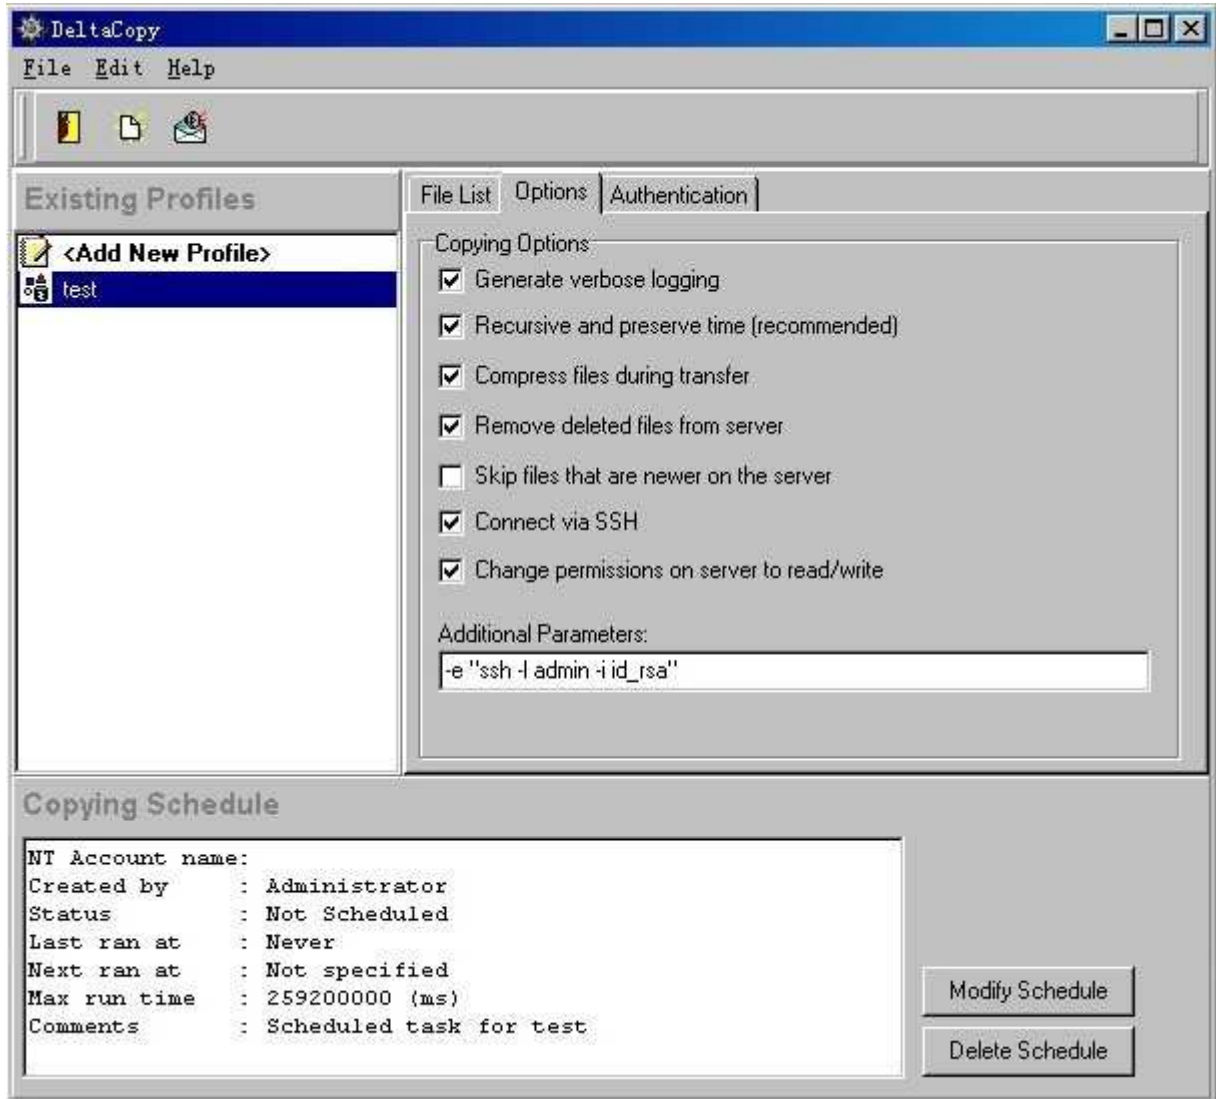 DeltaCopy
File Edit Help
Existing Profiles
<Add New Profile>
test
File List Options Authentication
Copying Options
Generate verbose logging
Recursive and preserve time (recommended)
Compress files during transfer
Remove deleted files from server
Skip files that are newer on the server
Connect via SSH
Change permissions on server to read/write
Additional Parameters:
-e "ssh -l admin -i id_rsa"
Copying Schedule
NT Account name:
Created by : Administrator
Status : Not Scheduled
Last ran at : Never
Next ran at : Not specified
Max run time : 259200000 (ms)
Comments : Scheduled task for test
Modify Schedule
Delete Schedule